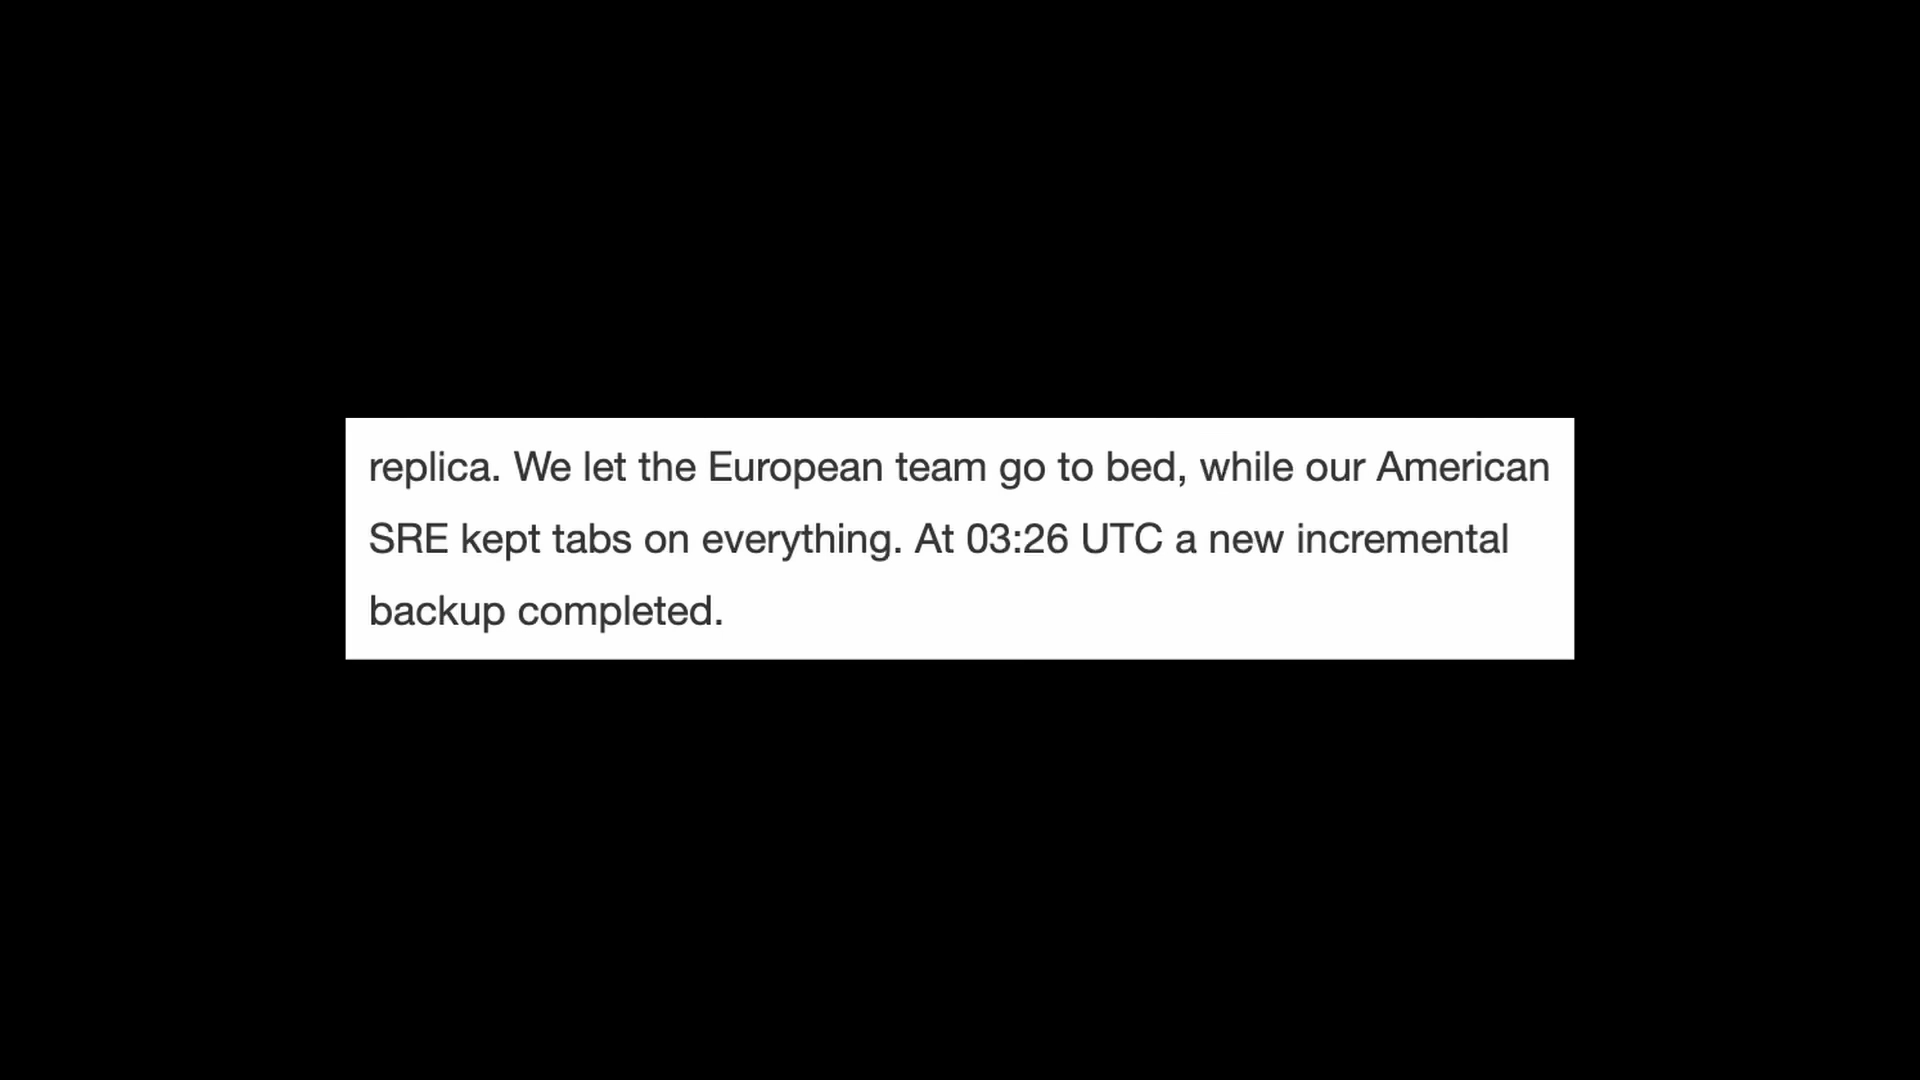 replica. We let the European team go to bed, while our American
SRE kept tabs on everything. At 03:26 UTC a new incremental
backup completed.